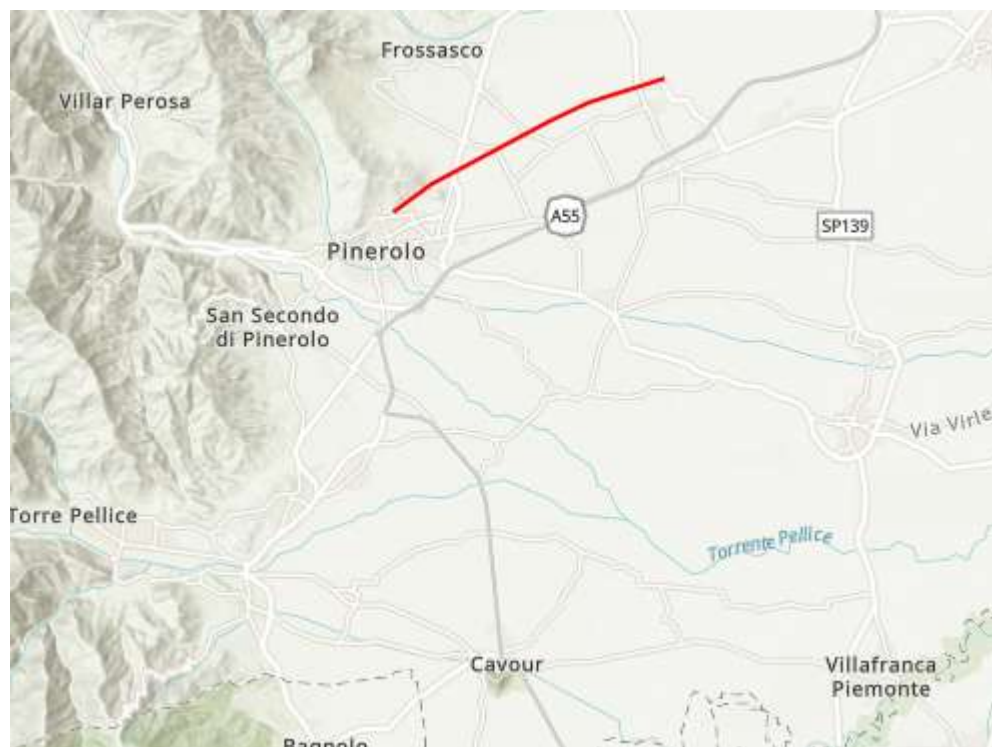 Frossasco
Villar Perosa
A55
SP139
Pinerolo
San Secondo
di Pinerolo
Via Virle
Torre Pellice
Torrente Pellice
Cavour
Villafranca
Piemonte
Bagnolo